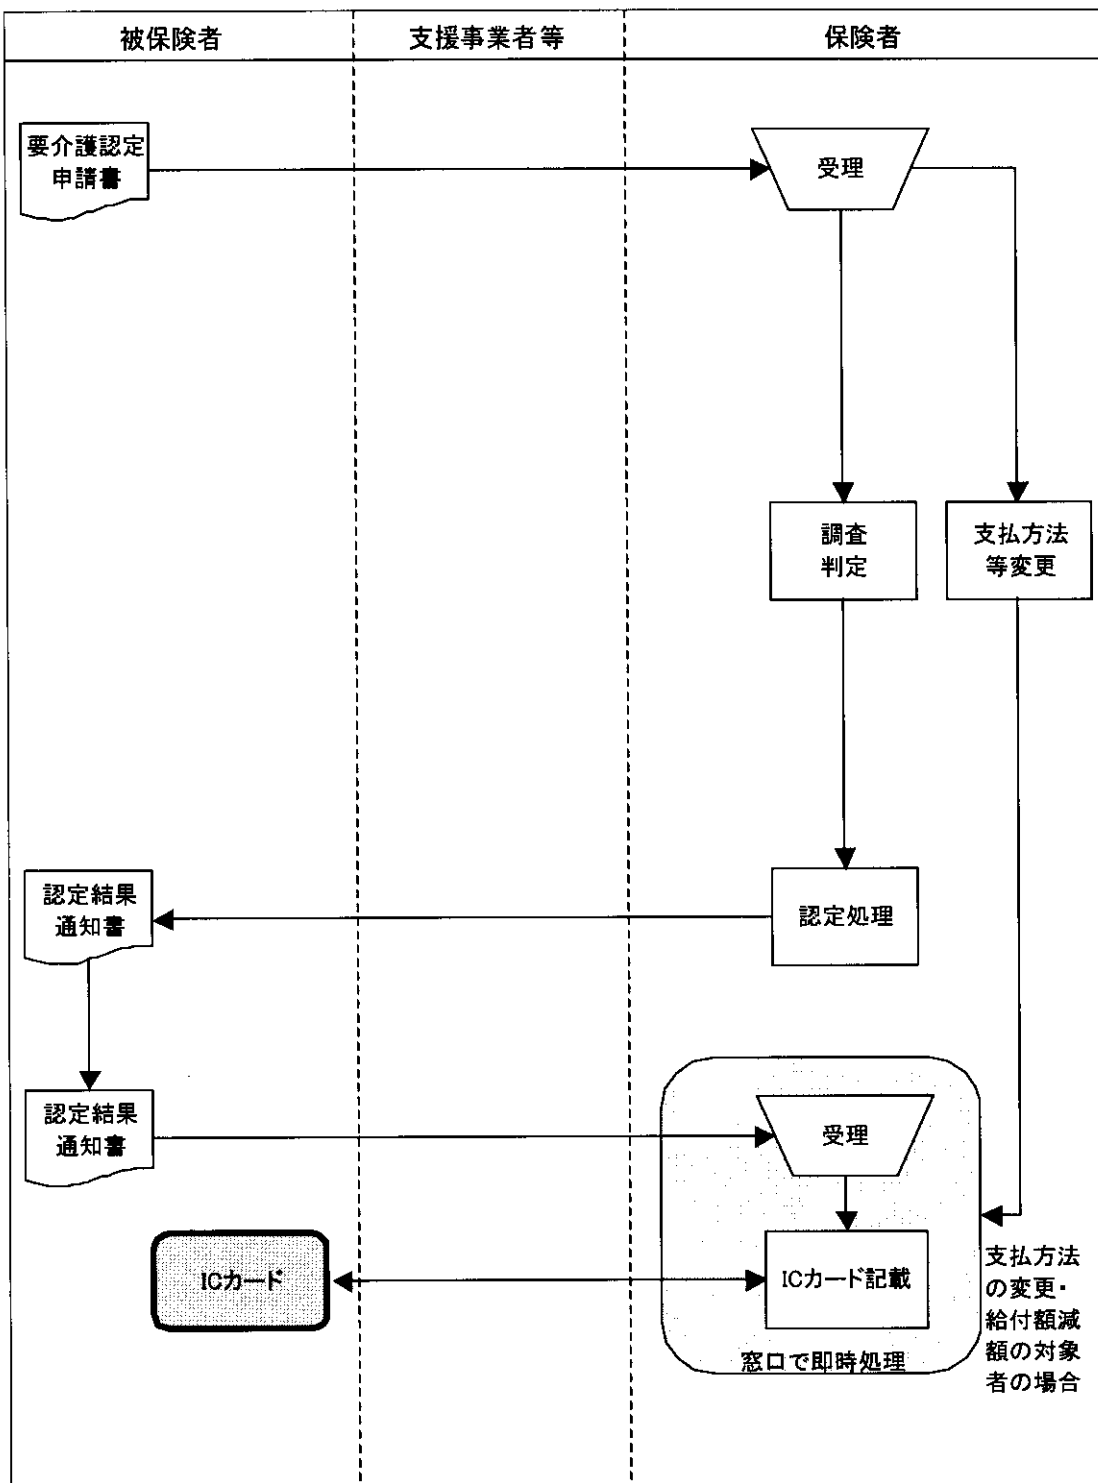 被保険者
支援事業者等
保険者
要介護認定
申請書
受理
調査
判定
支払方法
等変更
認定結果
通知書
認定処理
認定結果
通知書
受理
ICカード
ICカード記載
窓口で即時処理
支払方法
の変更・
給付額減
額の対象
者の場合